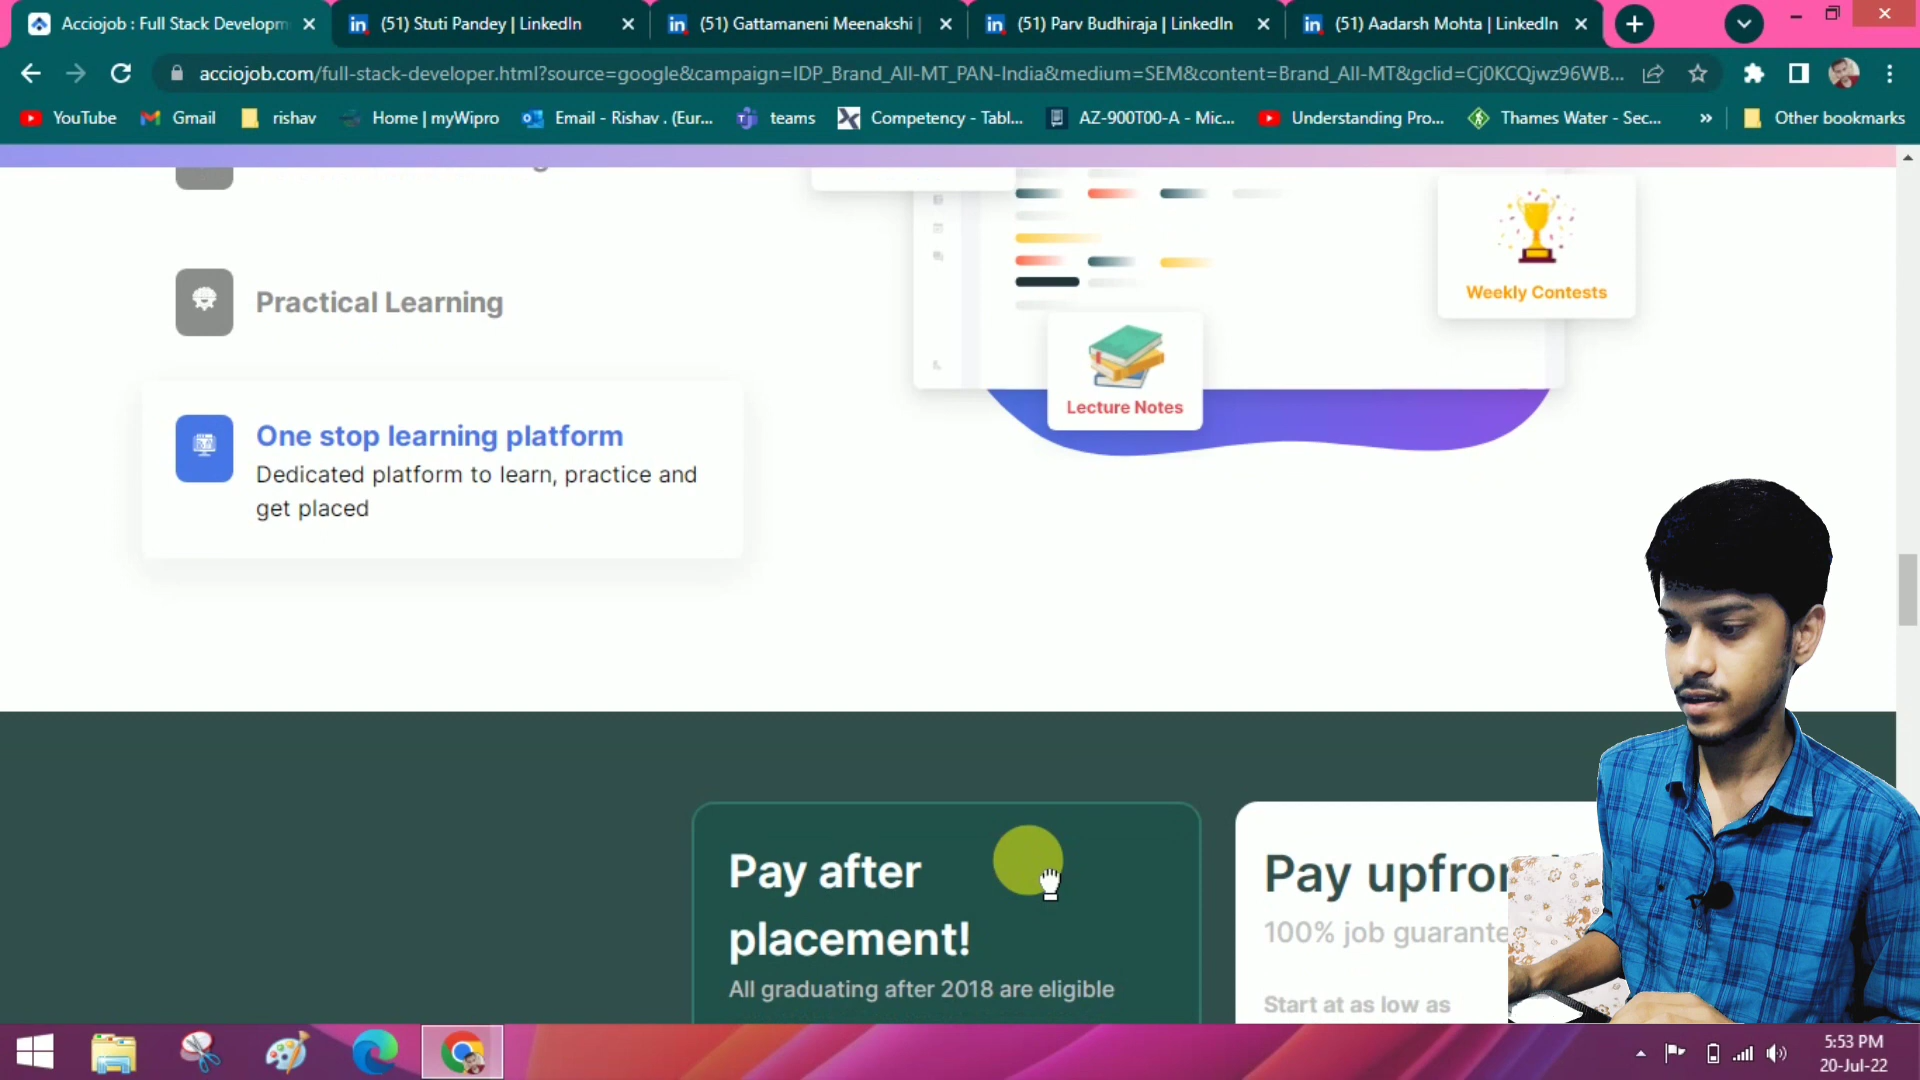 Acciojob : Full Stack Developm
(51) Stuti Pandey | LinkedIn
(51) Gattamaneni Meenakshi |
(51) Parv Budhiraja | LinkedIn
(51) Aadarsh Mohta | LinkedIn
acciojob.com/full-stack-developer.html?source=google&campaign=IDP_Brand_All-MT_PAN-India&medium=SEM&content=Brand_All-MT&gclid=Cj0KCQjwz96WB...
YouTube
Gmail
rishav
Home | myWipro
Email - Rishav . (Eur...
teams
Competency - Tabl...
AZ-900T00-A - Mic...
Understanding Pro...
Thames Water - Sec...
»
Other bookmarks
Practical Learning
Weekly Contests
Lecture Notes
One stop learning platform
Dedicated platform to learn, practice and
get placed
Pay after
placement!
All graduating after 2018 are eligible
Pay upfron
100% job guarante
Start at as low as
5:53 PM
20-Jul-22